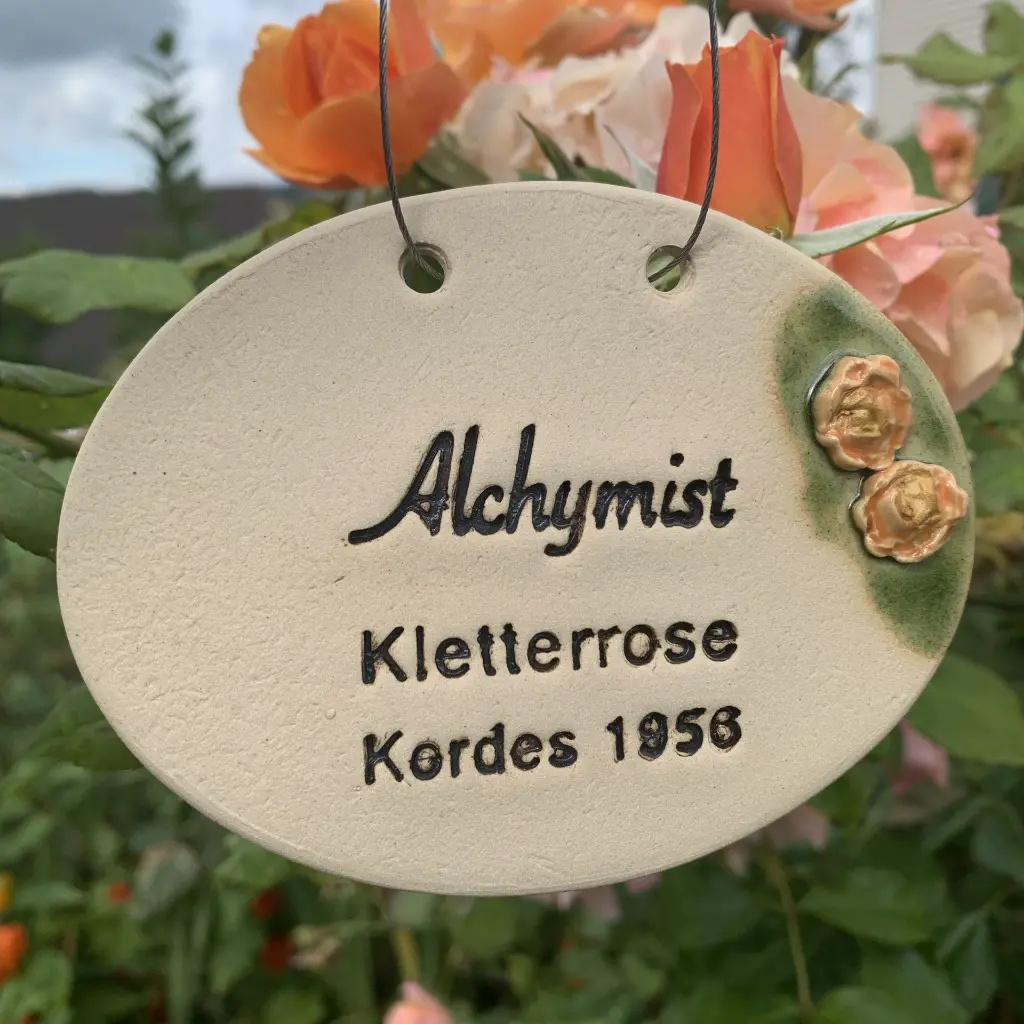 Alchymist
Kletterrose
Kordes 1956